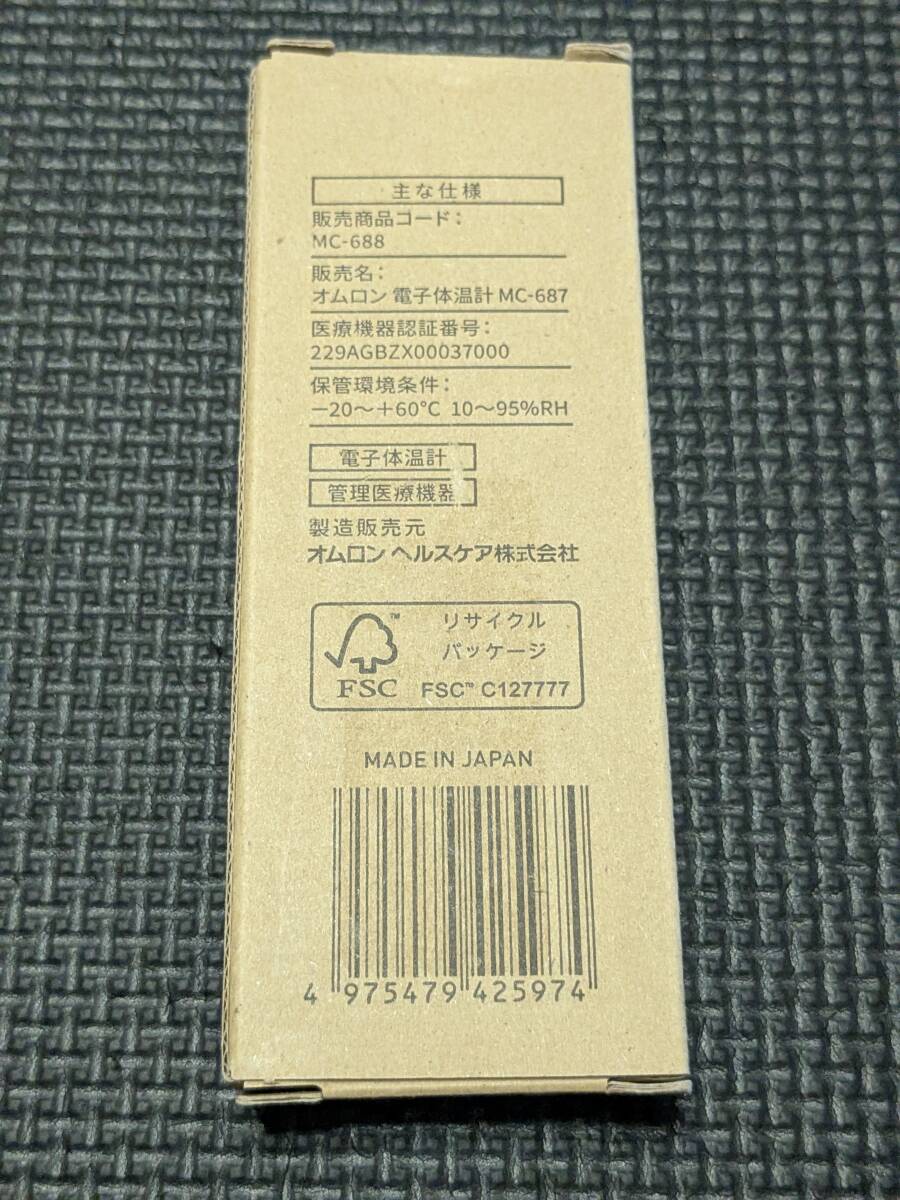 主な仕様
販売商品コード：
MC-688
販売名：
オムロン 電子体温計 MC-687
医療機器認証番号：
229AGBZX00037000
保管環境条件：
－20～＋60℃ 10～95%RH
電子体温計
管理医療機器
製造販売元
オムロン ヘルスケア株式会社
リサイクル
パッケージ
FSC™ C127777
™
FSC
MADE IN JAPAN
4 975479 425974